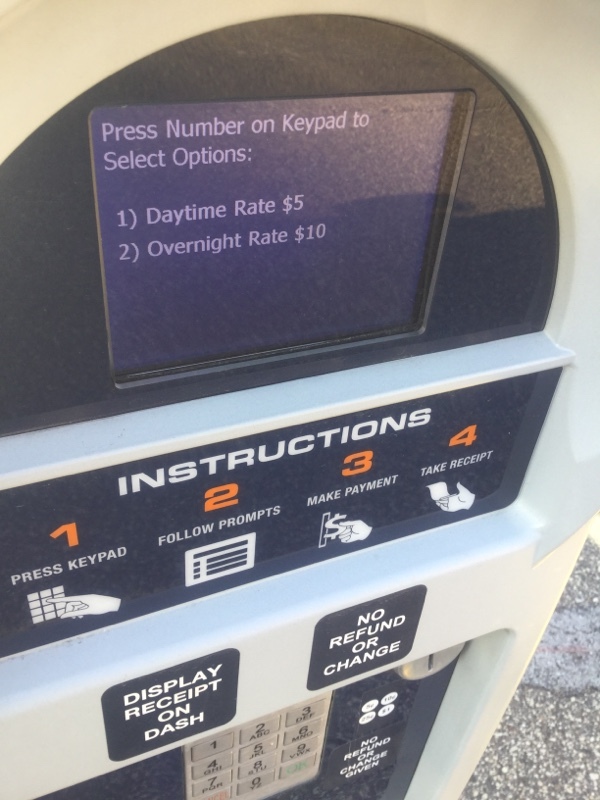 Press Number on Keypad to
Select Options:
1) Daytime Rate $5
2) Overnight Rate $10
INSTRUCTIONS
1
PRESS KEYPAD
2
FOLLOW PROMPTS
3
MAKE PAYMENT
4
TAKE RECEIPT
DISPLAY
RECEIPT
ON
DASH
NO
REFUND
OR
CHANGE
1 2 ABC 3 DEF
4 GHI 5 JKL 6 MNO
7 PQR 8 STU 9 VWX
0
NO
REFUND
OR
CHANGE
GIVEN